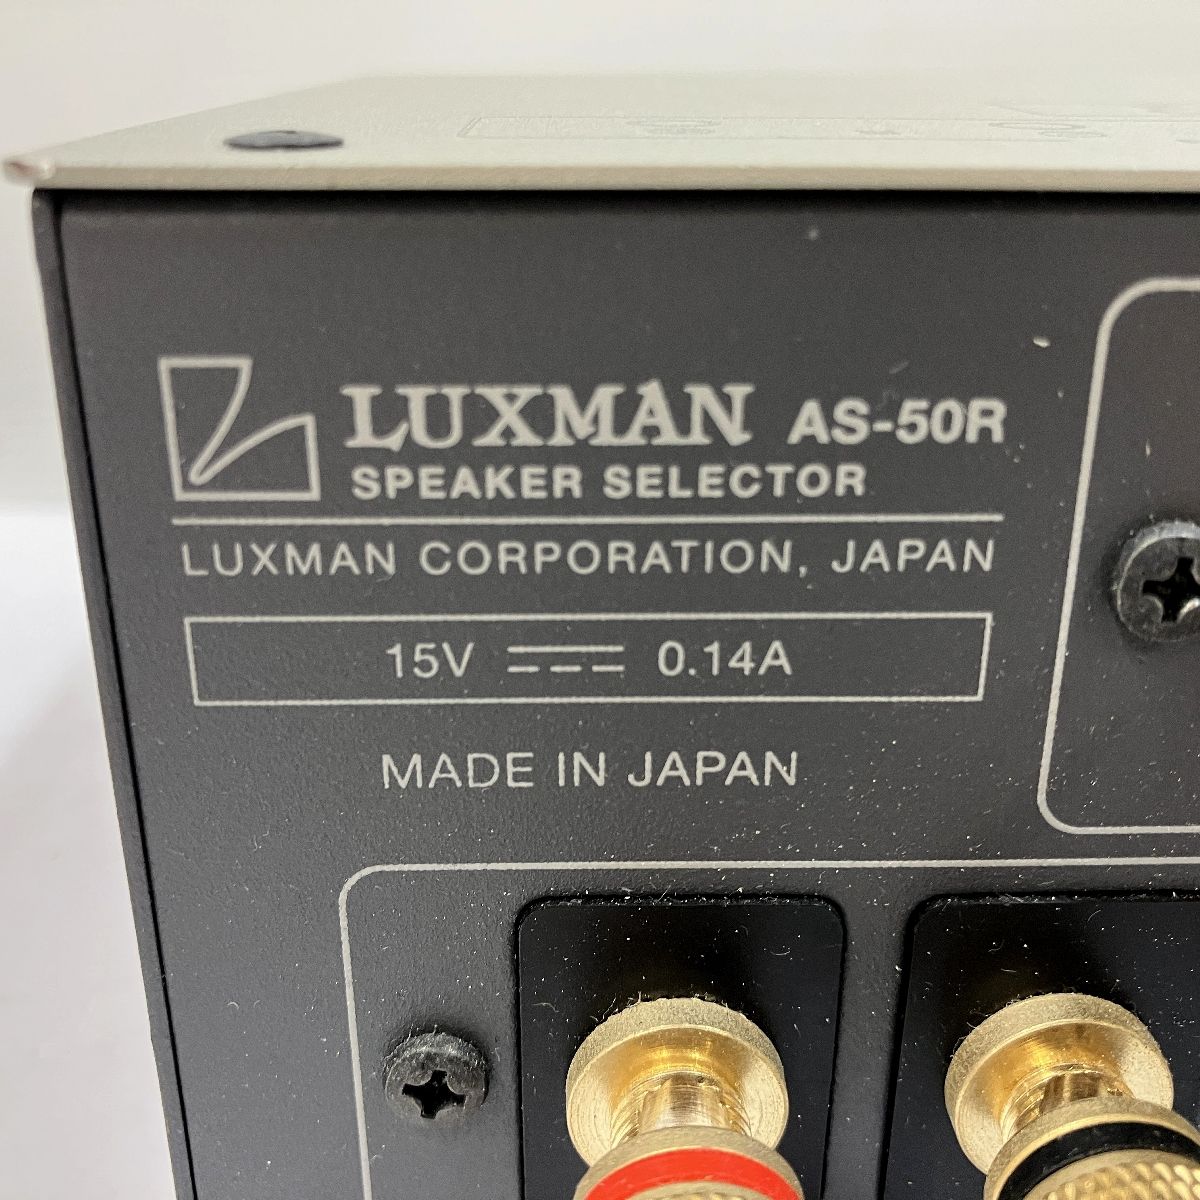 LUXMAN AS-50R
SPEAKER SELECTOR
LUXMAN CORPORATION, JAPAN
15V ⎓ 0.14A
MADE IN JAPAN